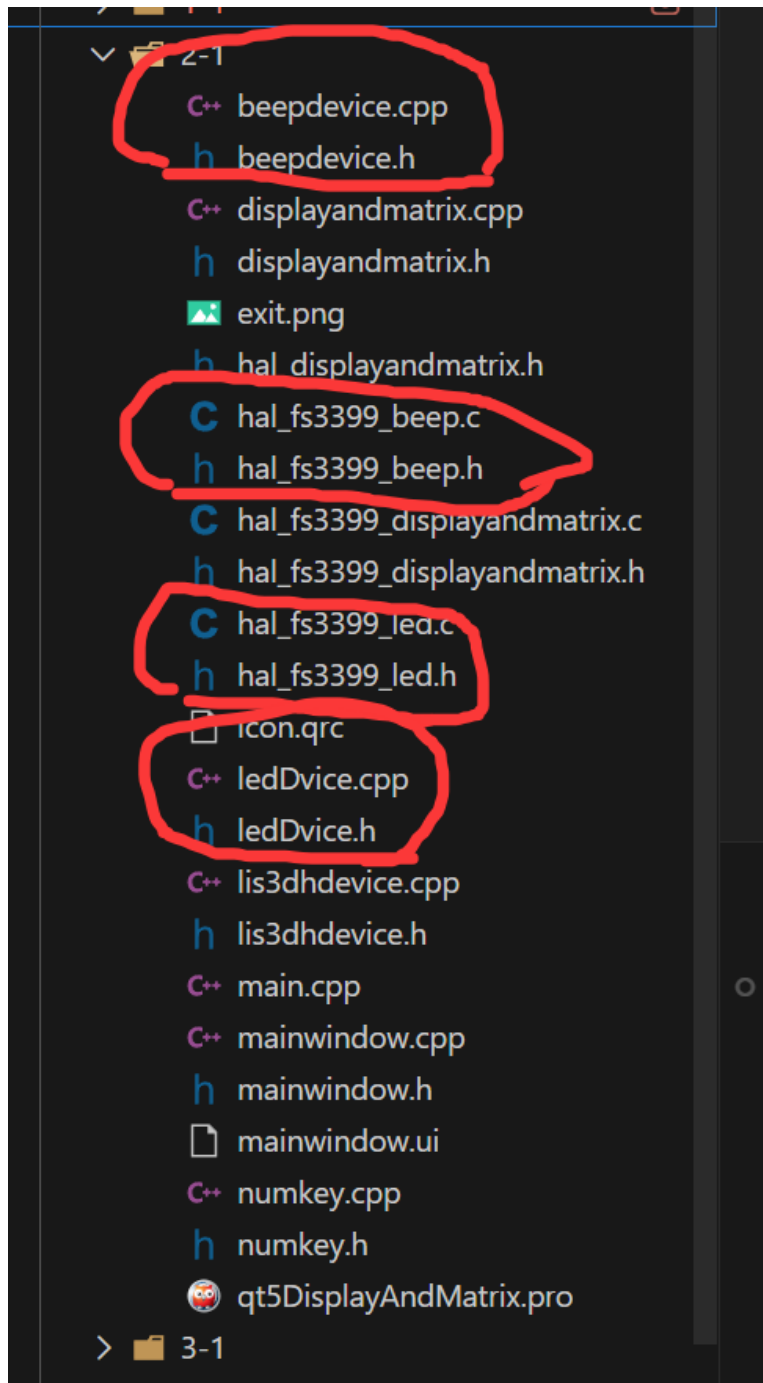 2-1
beepdevice.cpp
beepdevice.h
displayandmatrix.cpp
displayandmatrix.h
exit.png
hal_displayandmatrix.h
hal_fs3399_beep.c
hal_fs3399_beep.h
hal_fs3399_displayandmatrix.c
hal_fs3399_displayandmatrix.h
hal_fs3399_led.c
hal_fs3399_led.h
icon.qrc
ledDvice.cpp
ledDvice.h
lis3dhdevice.cpp
lis3dhdevice.h
main.cpp
mainwindow.cpp
mainwindow.h
mainwindow.ui
numkey.cpp
numkey.h
qt5DisplayAndMatrix.pro
3-1